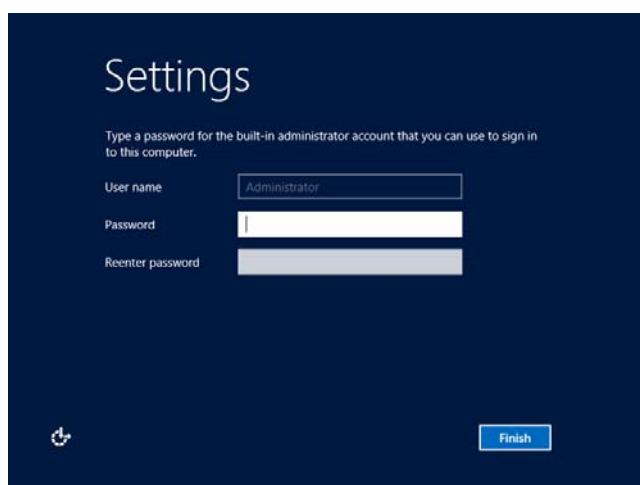 Settings
Type a password for the built-in administrator account that you can use to sign in
to this computer.
User name Administrator
Password
Reenter password
Finish